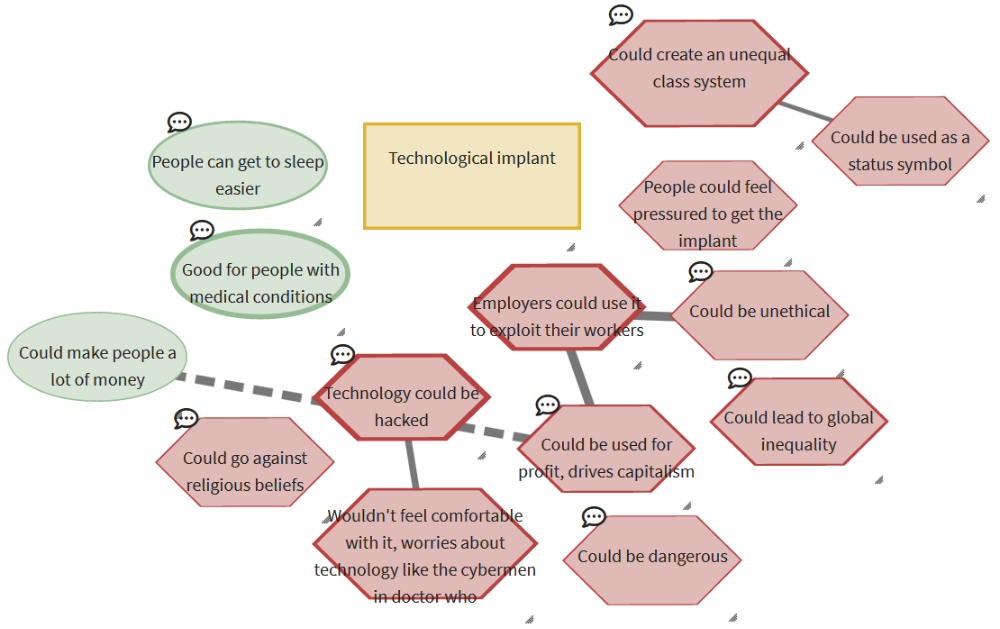 Could create an unequal
class system
Could be used as a
status symbol
People can get to sleep
easier
Technological implant
People could feel
pressured to get the
implant
Good for people with
medical conditions
Employers could use it
to exploit their workers
Could be unethical
Could make people a
lot of money
Technology could be
hacked
Could lead to global
inequality
Could go against
religious beliefs
Could be used for
profit, drives capitalism
Wouldn't feel comfortable
with it, worries about
technology like the cybermen
in doctor who
Could be dangerous